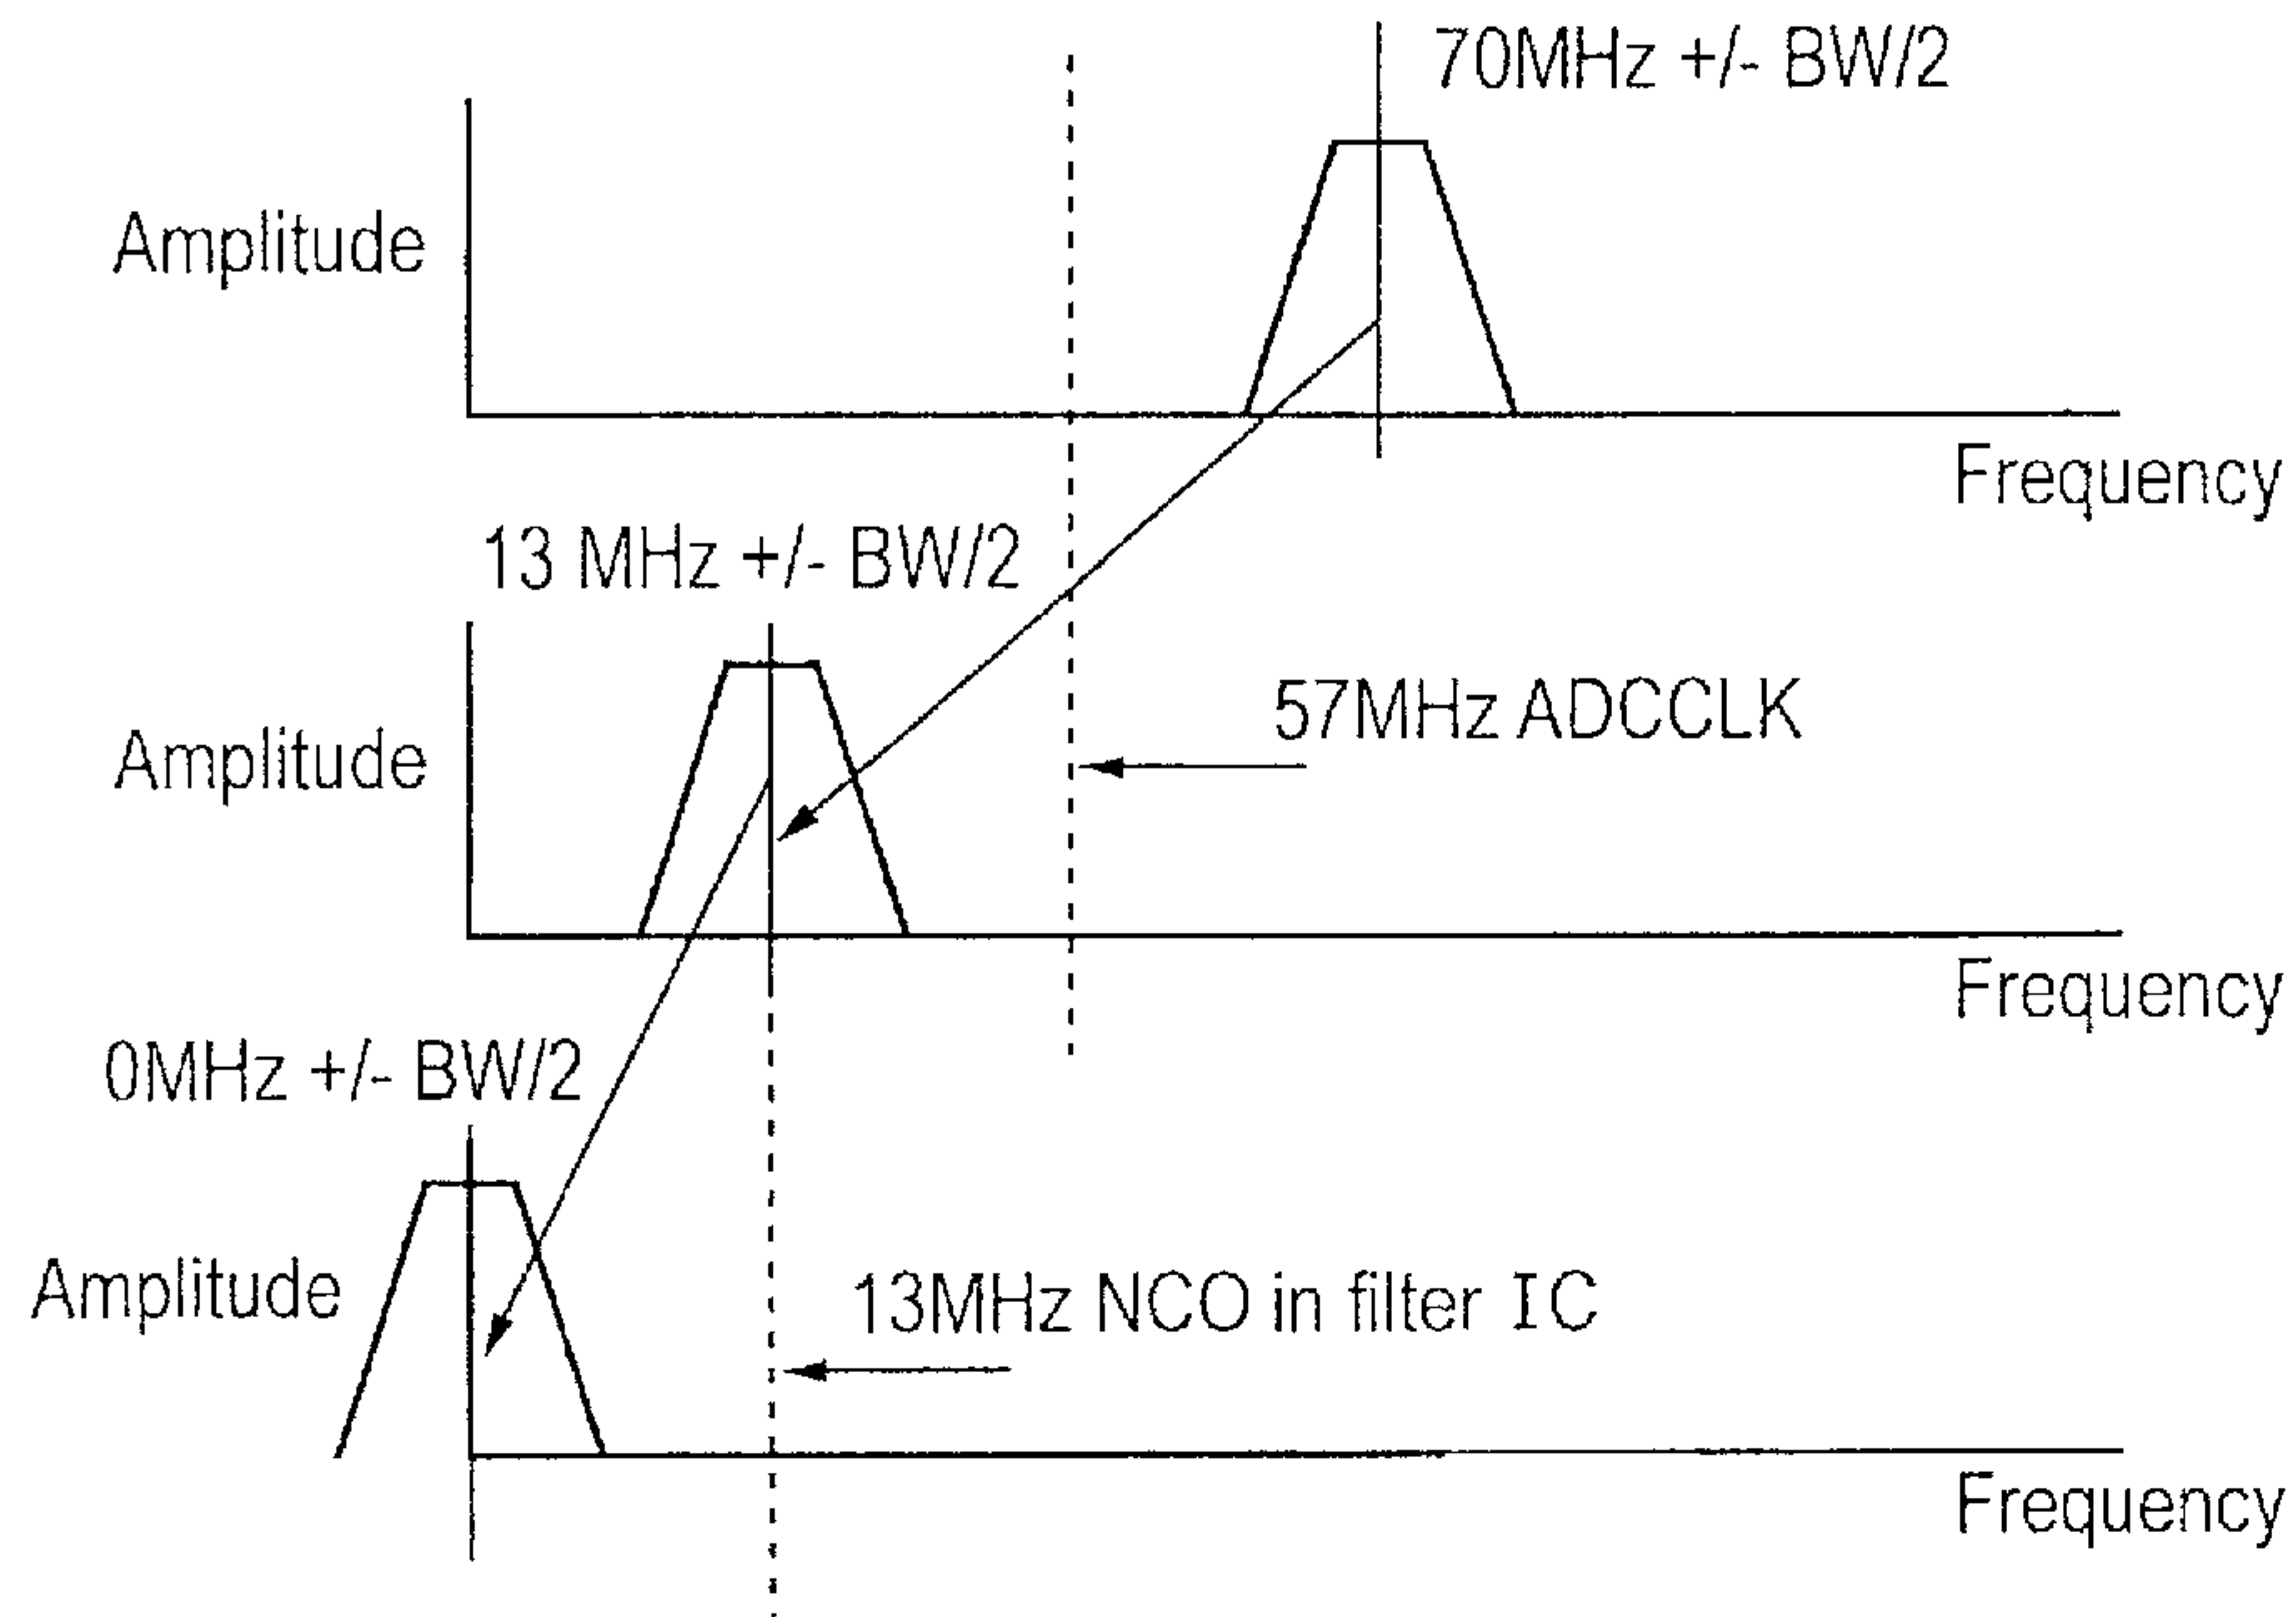 70MHz +/- BW/2
Amplitude
Frequency
13 MHz +/- BW/2
57MHz ADCCLK
Amplitude
Frequency
0MHz +/- BW/2
Amplitude
13MHz NCO in filter IC
Frequency